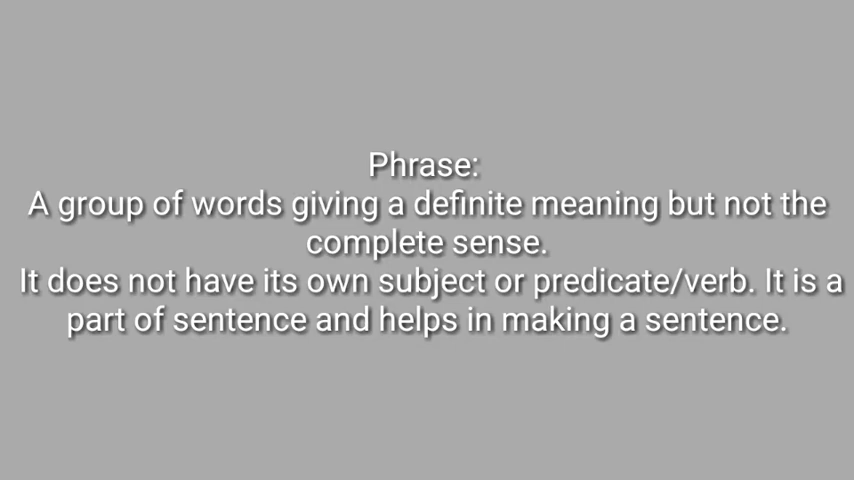 Phrase:
A group of words giving a definite meaning but not the
complete sense.
It does not have its own subject or predicate/verb. It is a
part of sentence and helps in making a sentence.